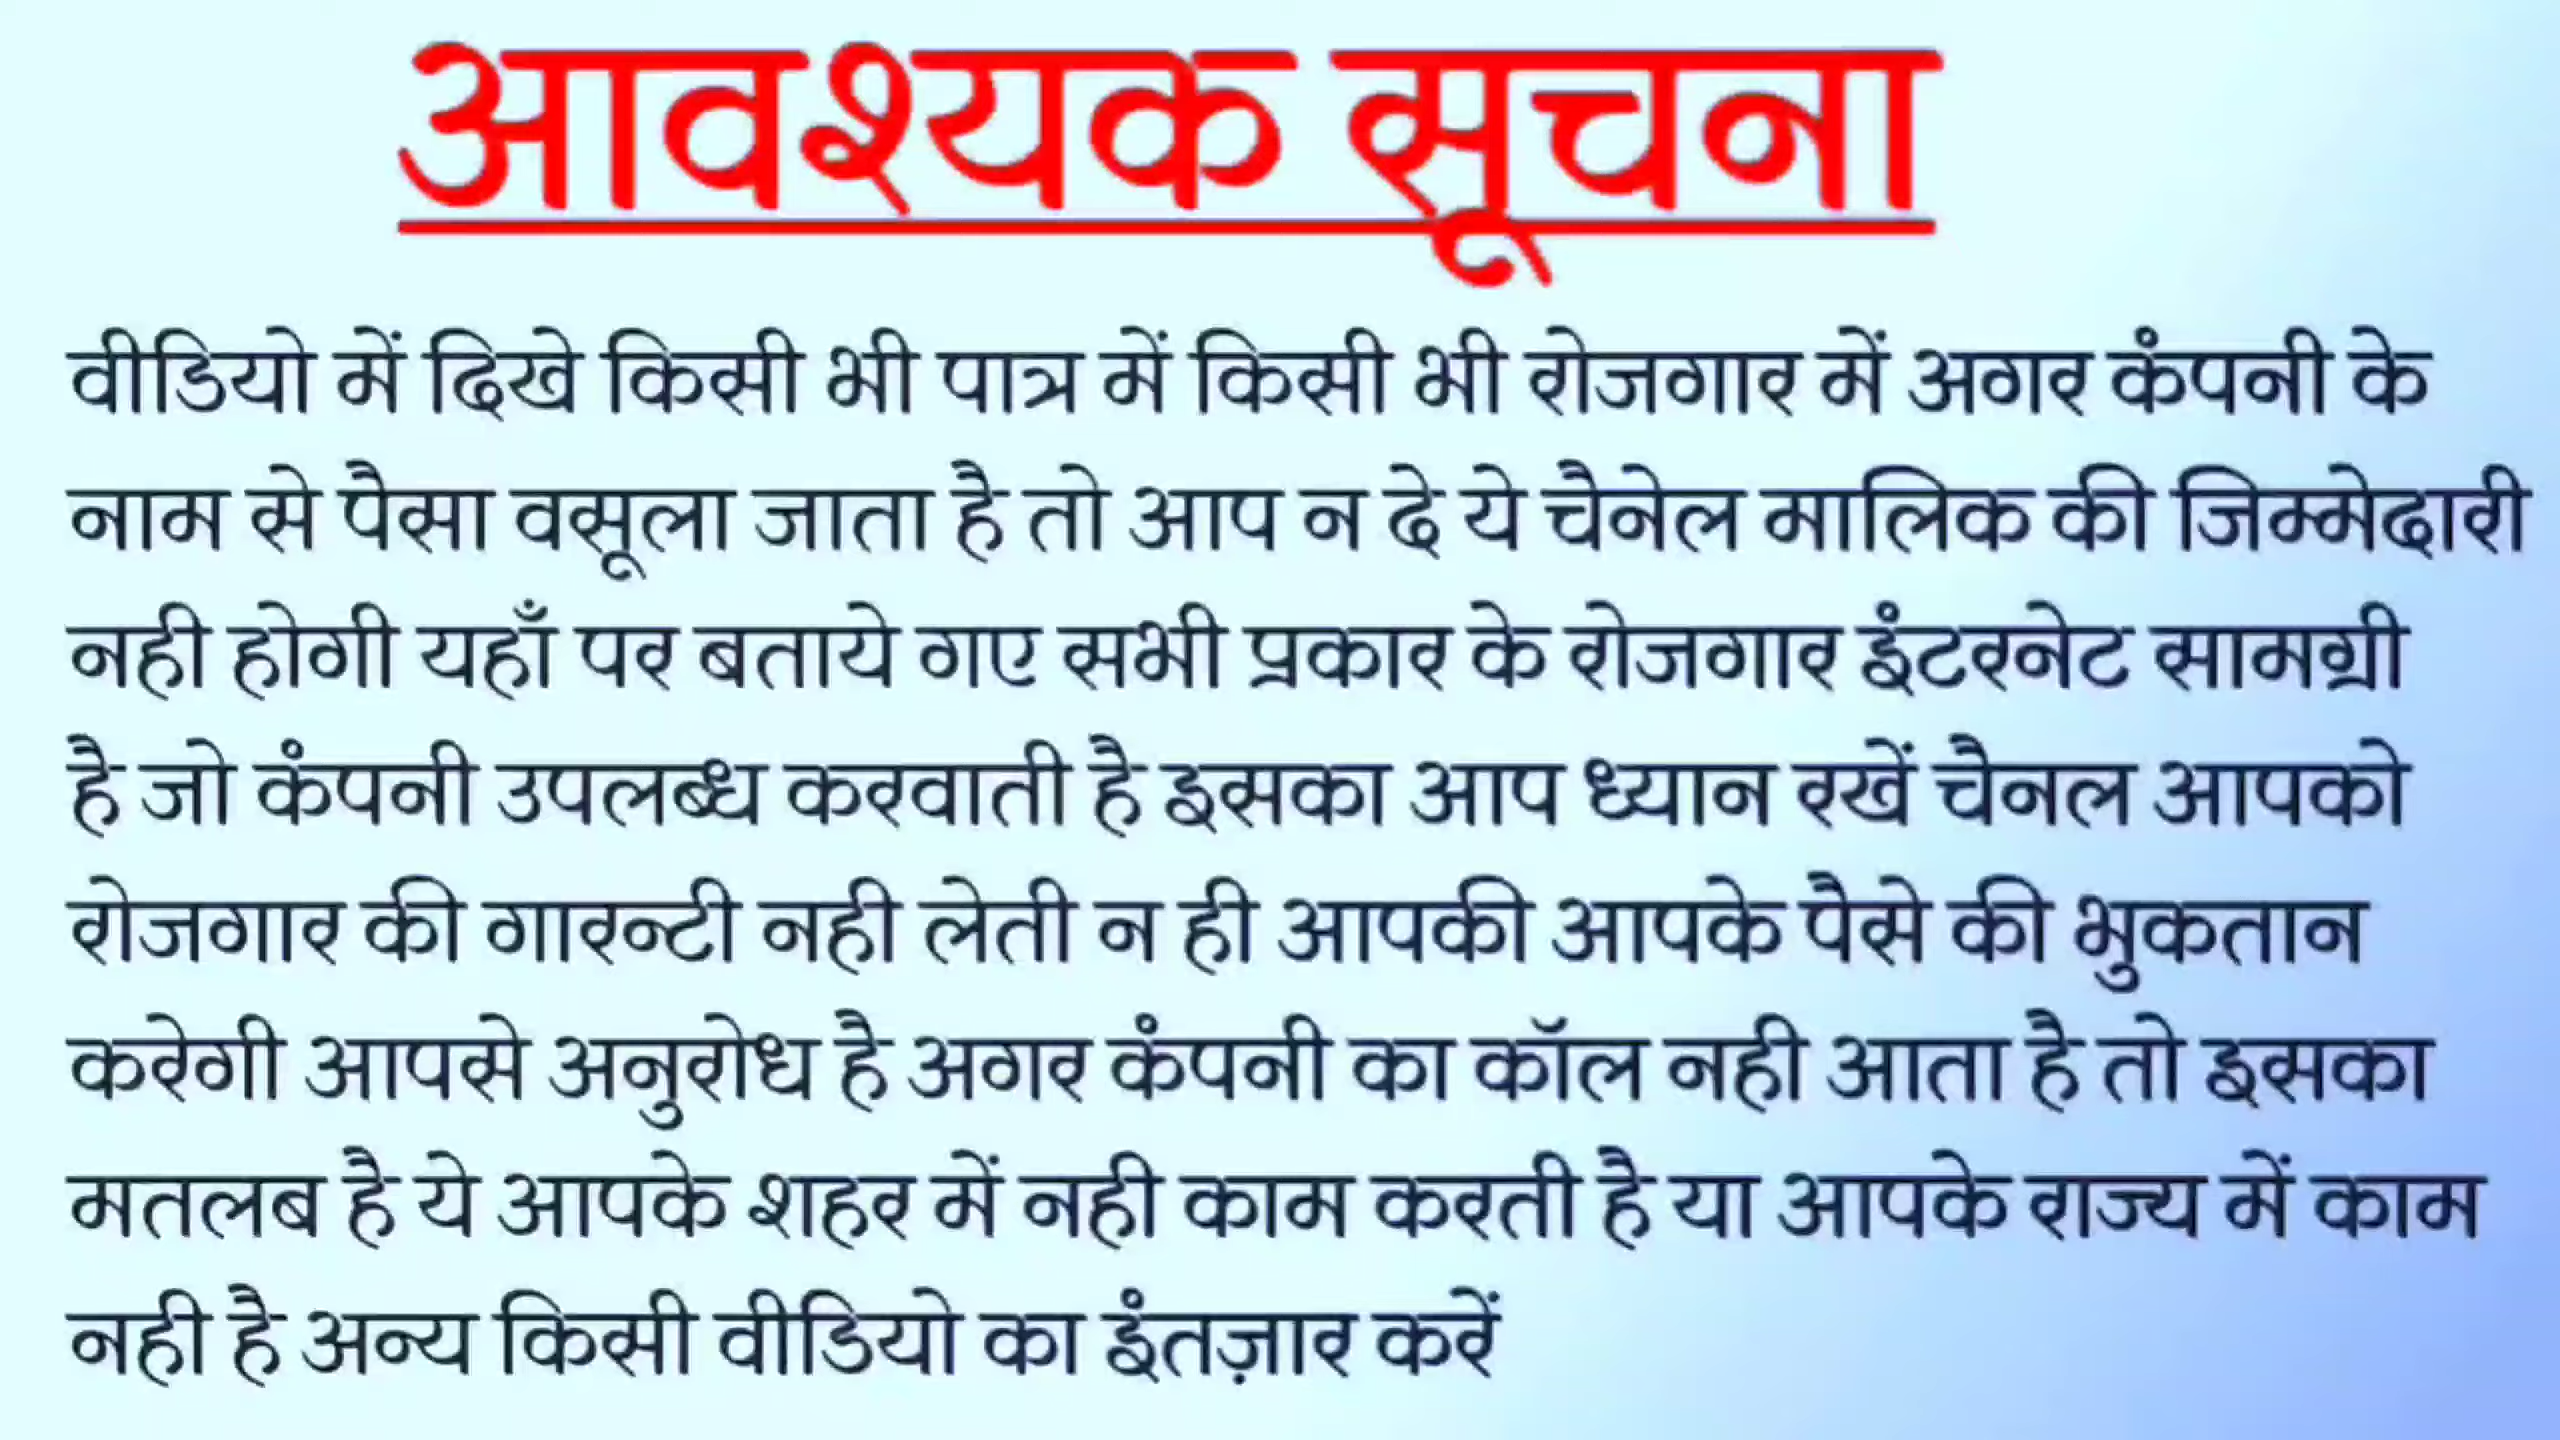 आवश्यक सूचना
वीडियो में दिखे किसी भी पात्र में किसी भी रोजगार में अगर कंपनी के
नाम से पैसा वसूला जाता है तो आप न दे ये चैनेल मालिक की जिम्मेदारी
नही होगी यहाँ पर बताये गए सभी प्रकार के रोजगार इंटरनेट सामग्री
है जो कंपनी उपलब्ध करवाती है इसका आप ध्यान रखें चैनल आपको
रोजगार की गारन्टी नही लेती न ही आपकी आपके पैसे की भुकतान
करेगी आपसे अनुरोध है अगर कंपनी का कॉल नही आता है तो इसका
मतलब है ये आपके शहर में नही काम करती है या आपके राज्य में काम
नही है अन्य किसी वीडियो का इंतज़ार करें